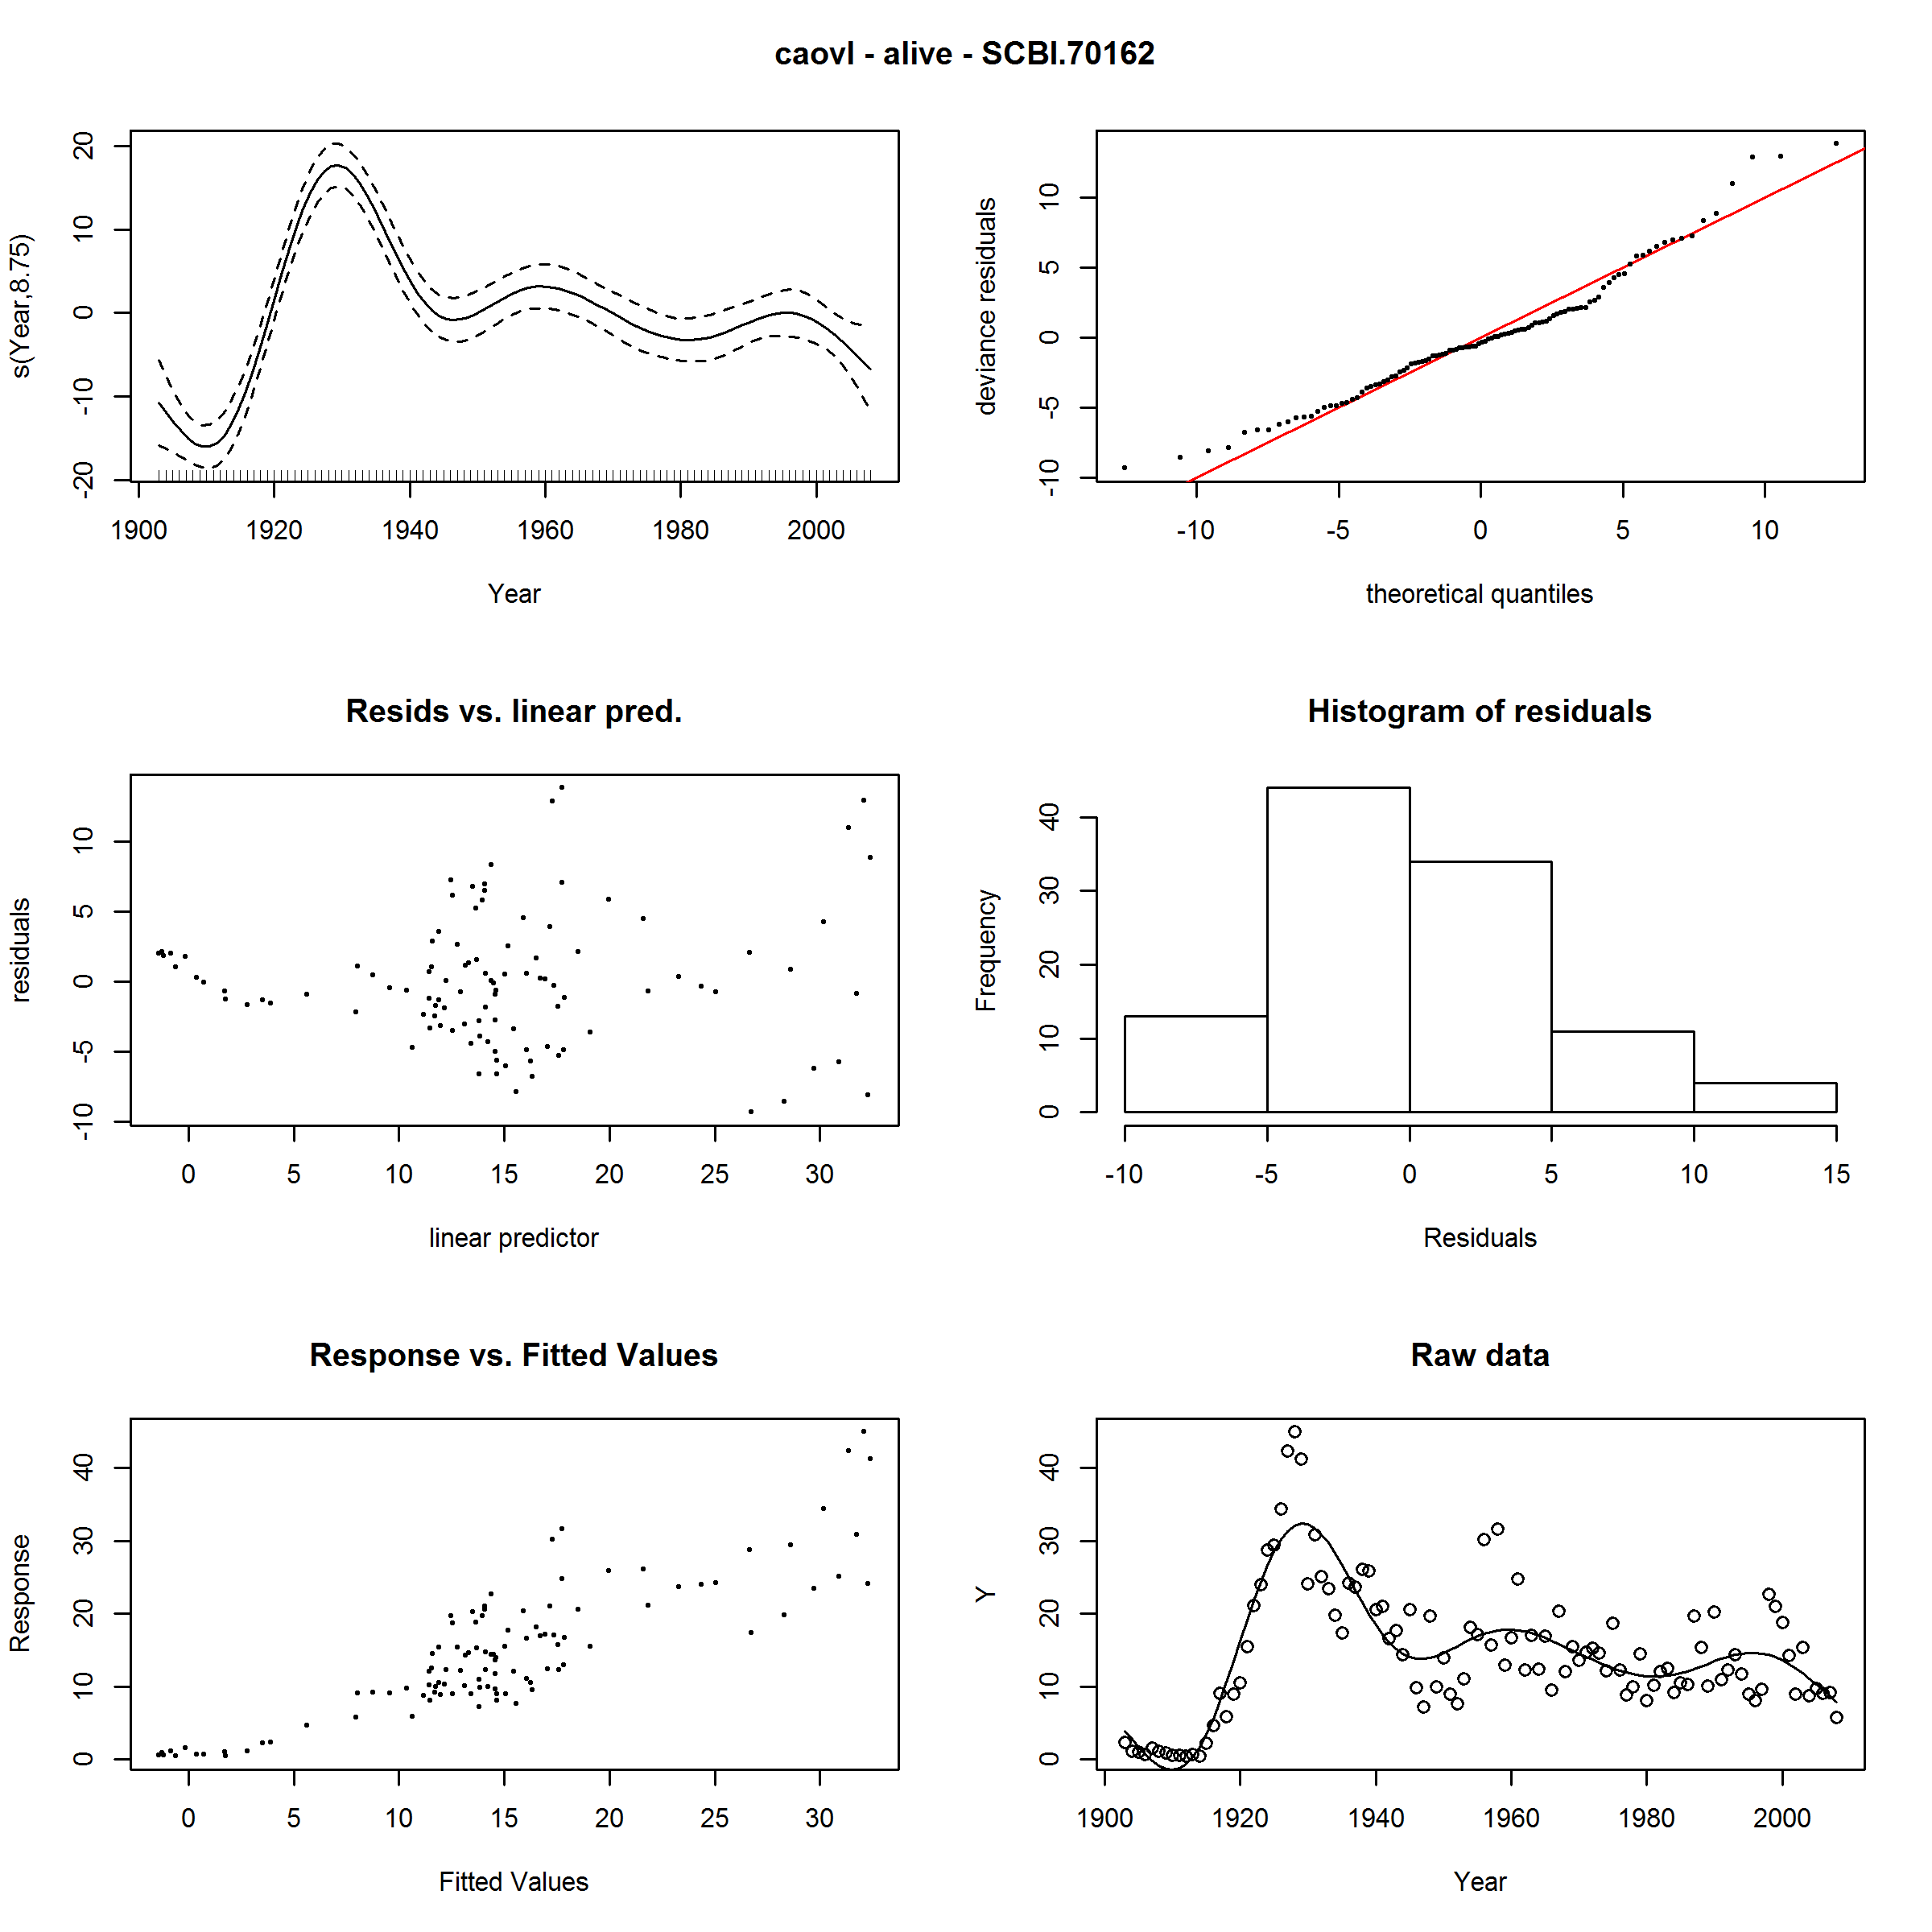 caovl - alive - SCBI.70162
s(Year,8.75)
20
10
0
-10
-20
1900 1920 1940 1960 1980 2000
Year
deviance residuals
10
5
0
-5
-10
-10 -5 0 5 10
theoretical quantiles
Resids vs. linear pred.
residuals
10
5
0
-5
-10
0 5 10 15 20 25 30
linear predictor
Histogram of residuals
Frequency
40
30
20
10
0
-10 -5 0 5 10 15
Residuals
Response vs. Fitted Values
Response
40
30
20
10
0
0 5 10 15 20 25 30
Fitted Values
Raw data
Y
40
30
20
10
0
1900 1920 1940 1960 1980 2000
Year